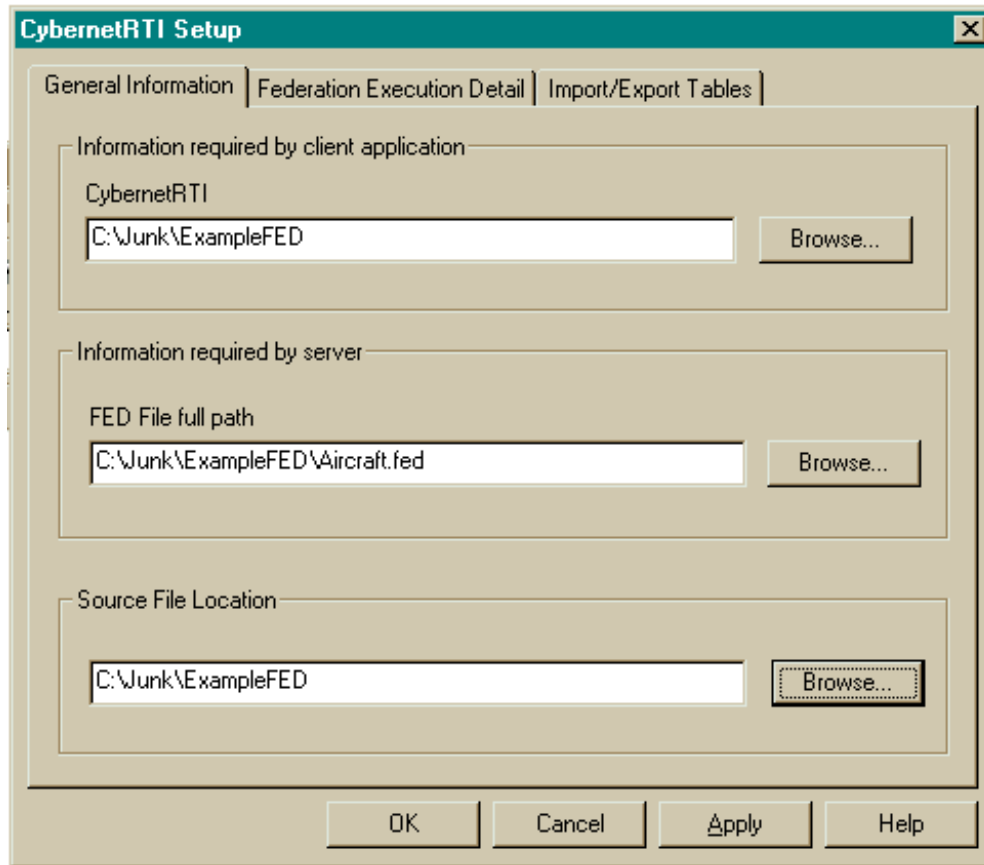 CybernetRTI Setup
General Information Federation Execution Detail Import/Export Tables
Information required by client application
CybernetRTI
C:\Junk\ExampleFED Browse...
Information required by server
FED File full path
C:\Junk\ExampleFED\Aircraft.fed Browse...
Source File Location
C:\Junk\ExampleFED Browse...
OK Cancel Apply Help